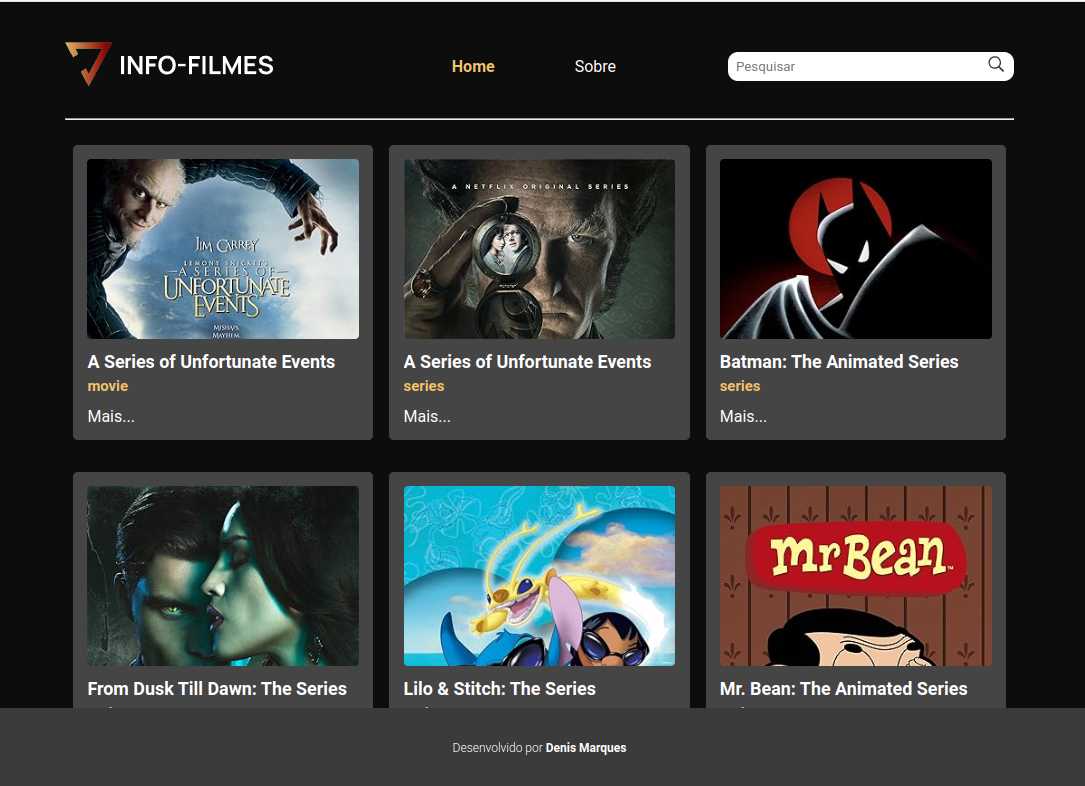 INFO-FILMES
Home
Sobre
Pesquisar
JIM CARREY
LEMONY SNICKET'S
A SERIES OF
UNFORTUNATE
EVENTS
MISHAPS.
MAYHEM.
A Series of Unfortunate Events
movie
Mais...
A NETFLIX ORIGINAL SERIES
A Series of Unfortunate Events
series
Mais...
Batman: The Animated Series
series
Mais...
From Dusk Till Dawn: The Series
Lilo & Stitch: The Series
mr Bean™
Mr. Bean: The Animated Series
Desenvolvido por Denis Marques